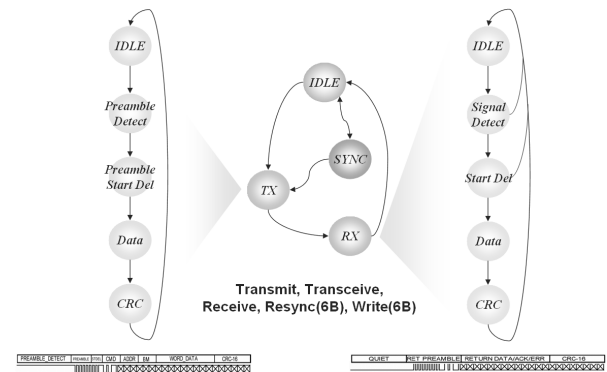 IDLE
Preamble
Detect
Preamble
Start Del
Data
CRC
IDLE
SYNC
TX
RX
Transmit, Transceive,
Receive, Resync(6B), Write(6B)
IDLE
Signal
Detect
Start Del
Data
CRC
PREAMBLE_DETECT PREAMBLE CMD ADDR BM WORD_DATA CRC-16
QUIET RET PREAMBLE RETURN DATA/ACK/ERR CRC-16